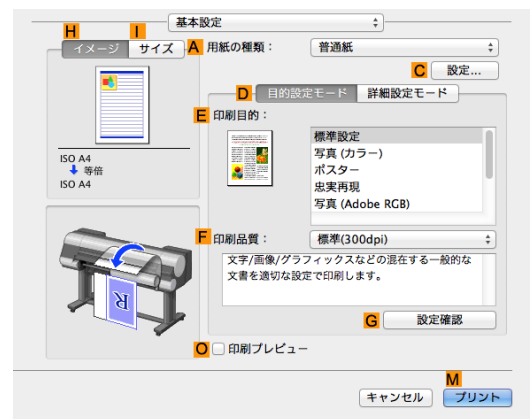 基本設定
H
I
イメージ
サイズ
A
用紙の種類：
普通紙
C
設定...
D
目的設定モード
詳細設定モード
E
印刷目的：
標準設定
写真 (カラー)
ポスター
忠実再現
写真 (Adobe RGB)
ISO A4
等倍
ISO A4
F
印刷品質：
標準(300dpi)
文字/画像/グラフィックスなどの混在する一般的な
文書を適切な設定で印刷します。
R
G
設定確認
O
印刷プレビュー
M
キャンセル
プリント